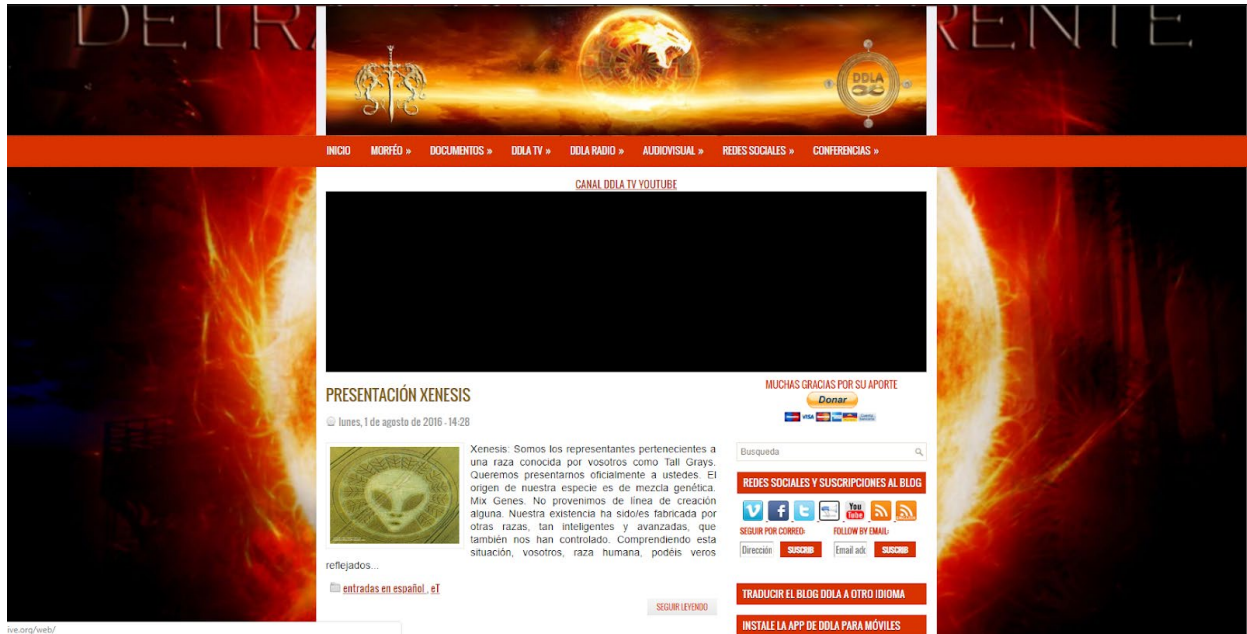 DETR
RENTE
DDLA
INICIO MORFÉO » DOCUMENTOS » DDLA TV » DDLA RADIO » AUDIOVISUAL » REDES SOCIALES » CONFERENCIAS »
CANAL DDLA TV YOUTUBE
PRESENTACIÓN XENESIS
lunes, 1 de agosto de 2016 - 14:28
Xenesis: Somos los representantes pertenecientes a
una raza conocida por vosotros como Tall Grays.
Queremos presentarnos oficialmente a ustedes. El
origen de nuestra especie es de mezcla genética.
Mix Genes. No provenimos de línea de creación
alguna. Nuestra existencia ha sido/es fabricada por
otras razas, tan inteligentes y avanzadas, que
también nos han controlado. Comprendiendo esta
situación, vosotros, raza humana, podéis veros
reflejados...
entradas en español , eT
SEGUIR LEYENDO
MUCHAS GRACIAS POR SU APORTE
Donar
VISA
Busqueda
REDES SOCIALES Y SUSCRIPCIONES AL BLOG
You
Tube
SEGUIR POR CORREO: FOLLOW BY EMAIL:
Dirección SUSCRIB Email adc SUSCRIB
TRADUCIR EL BLOG DDLA A OTRO IDIOMA
INSTALE LA APP DE DDLA PARA MÓVILES
ive.org/web/